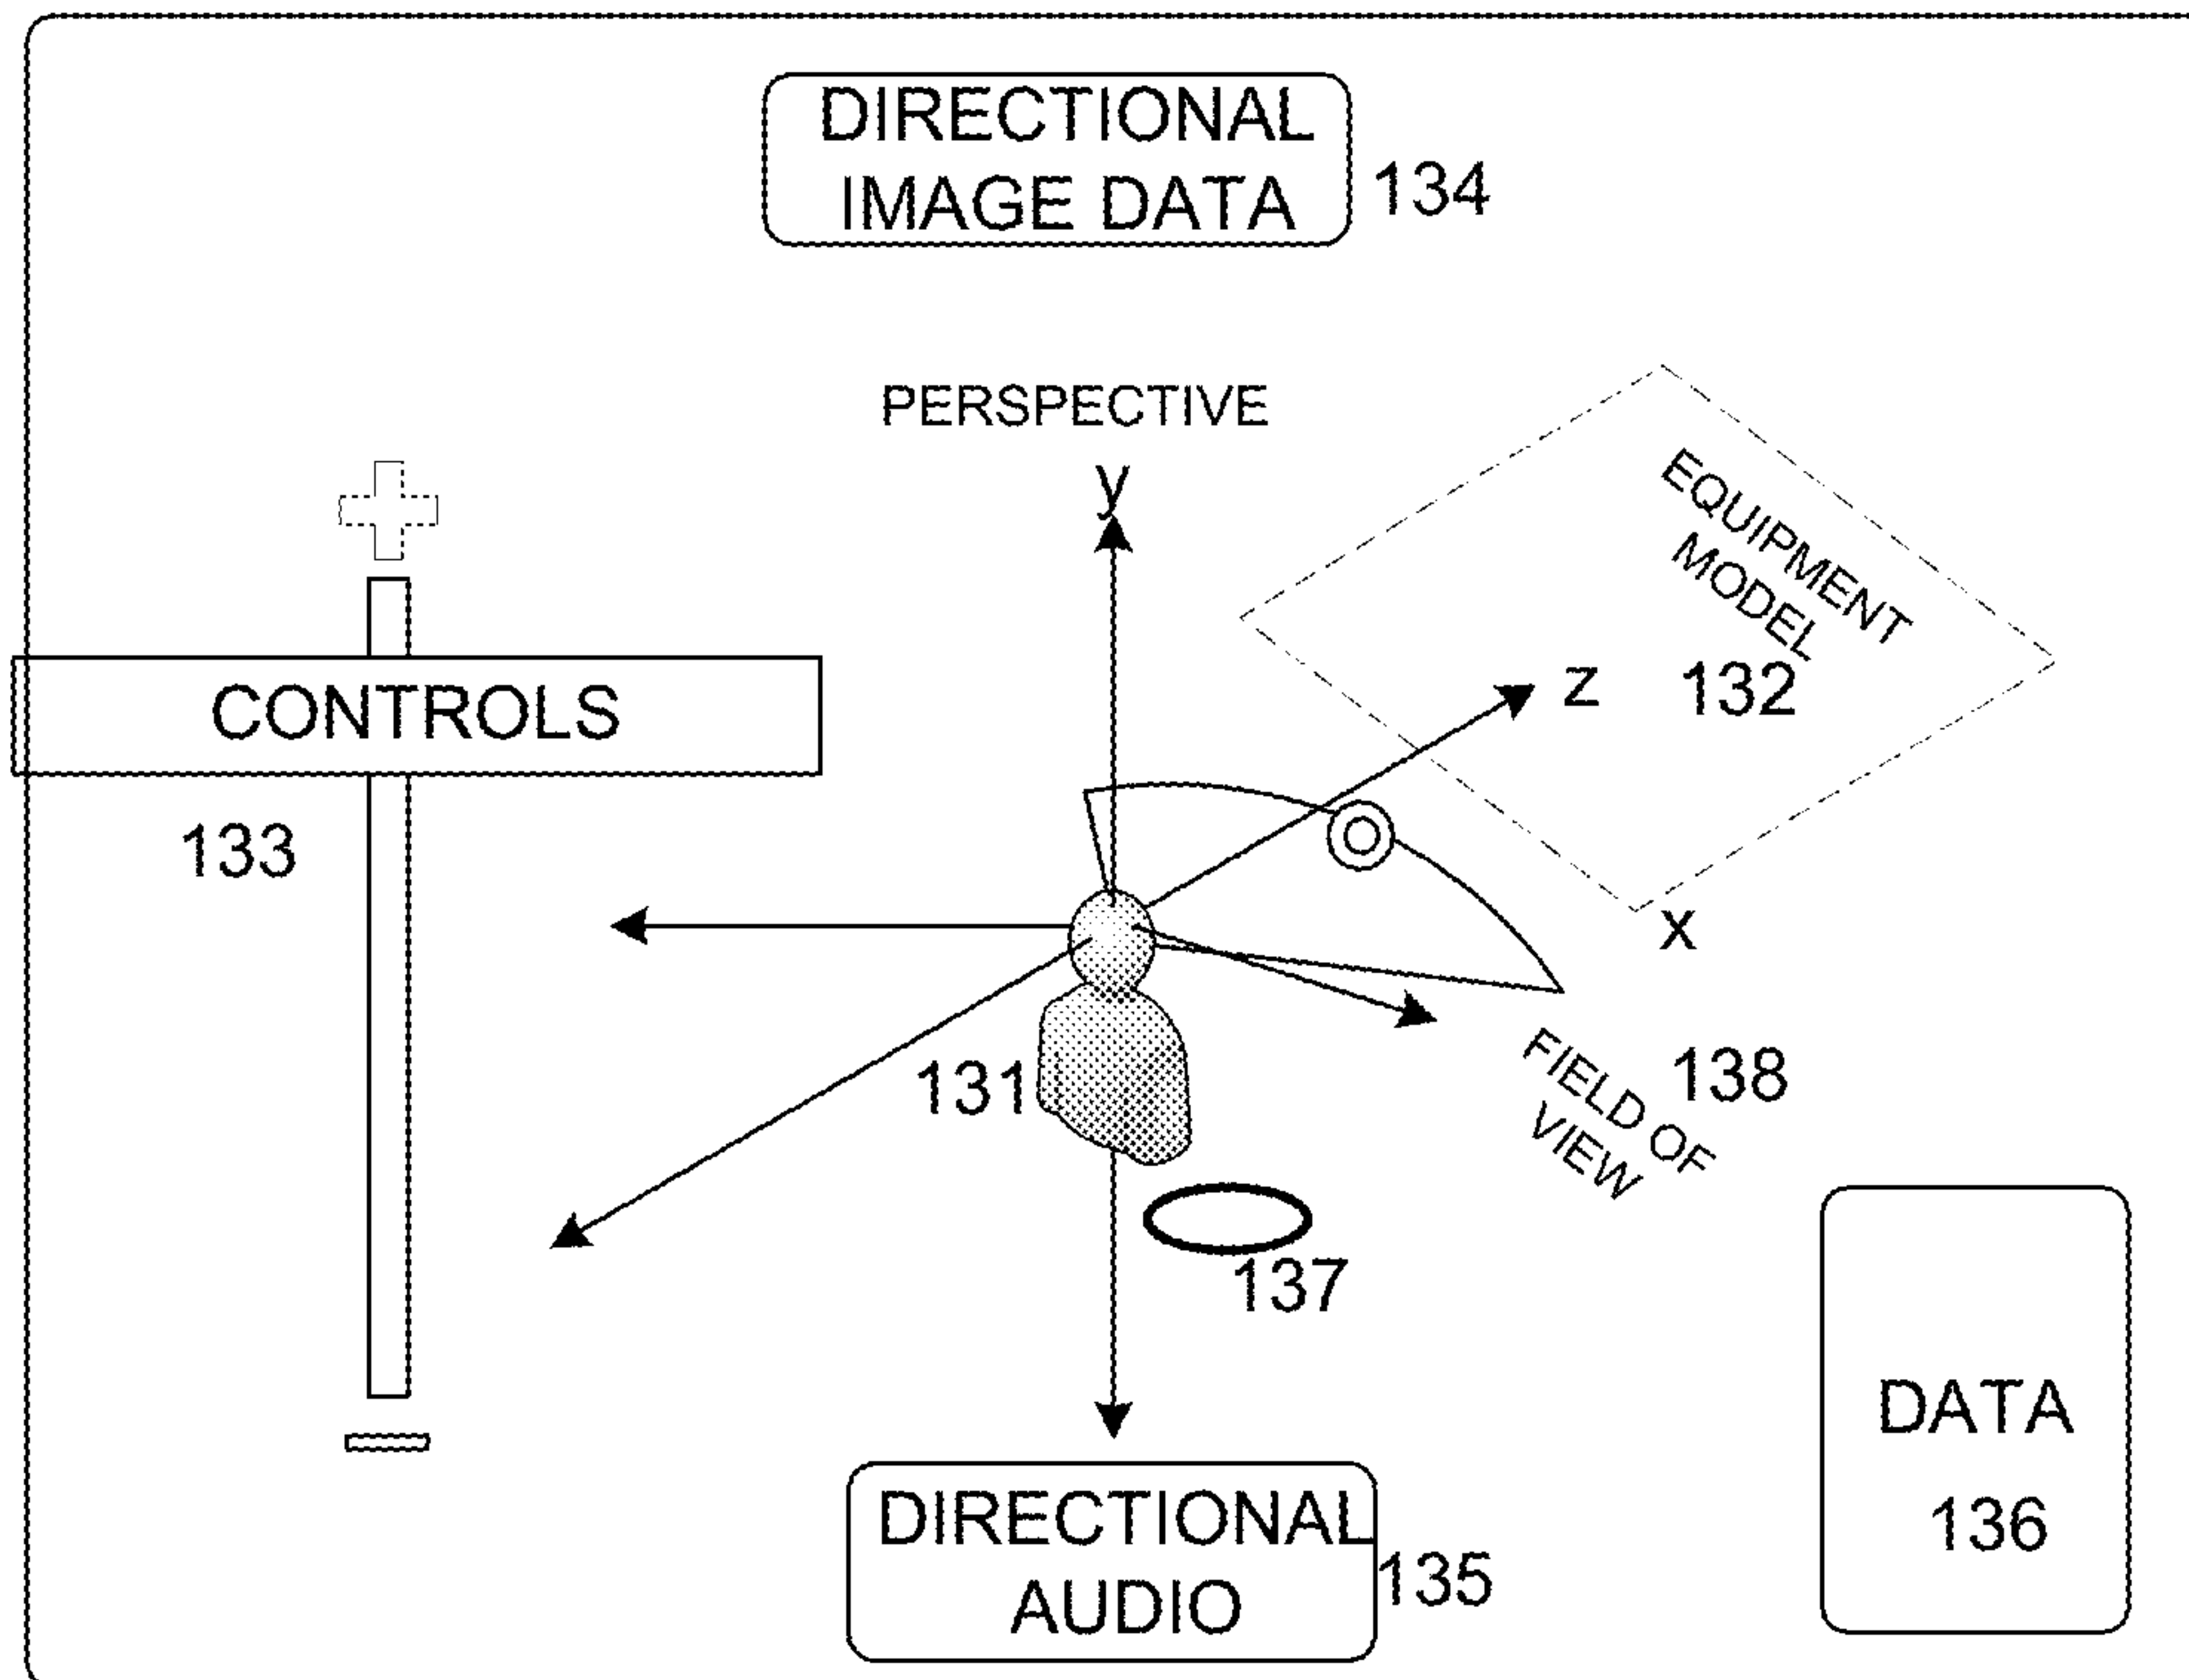 DIRECTIONAL
IMAGE DATA
134
PERSPECTIVE
y
EQUIPMENT
MODEL
132
z
CONTROLS
133
x
131
138
FIELD OF
VIEW
137
DATA
136
DIRECTIONAL
AUDIO
135